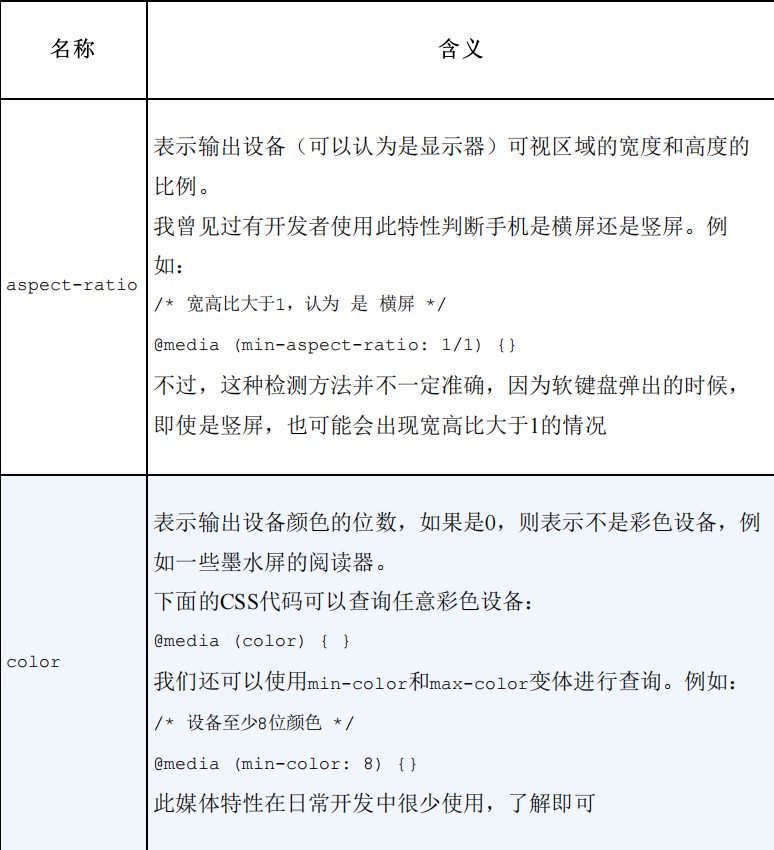 名称
含义
aspect-ratio
表示输出设备（可以认为是显示器）可视区域的宽度和高度的
比例。
我曾见过有开发者使用此特性判断手机是横屏还是竖屏。例
如：
/* 宽高比大于1，认为 是 横屏 */
@media (min-aspect-ratio: 1/1) {}
不过，这种检测方法并不一定准确，因为软键盘弹出的时候，
即使是竖屏，也可能会出现宽高比大于1的情况
color
表示输出设备颜色的位数，如果是0，则表示不是彩色设备，例
如一些墨水屏的阅读器。
下面的CSS代码可以查询任意彩色设备：
@media (color) { }
我们还可以使用min-color和max-color变体进行查询。例如：
/* 设备至少8位颜色 */
@media (min-color: 8) {}
此媒体特性在日常开发中很少使用，了解即可